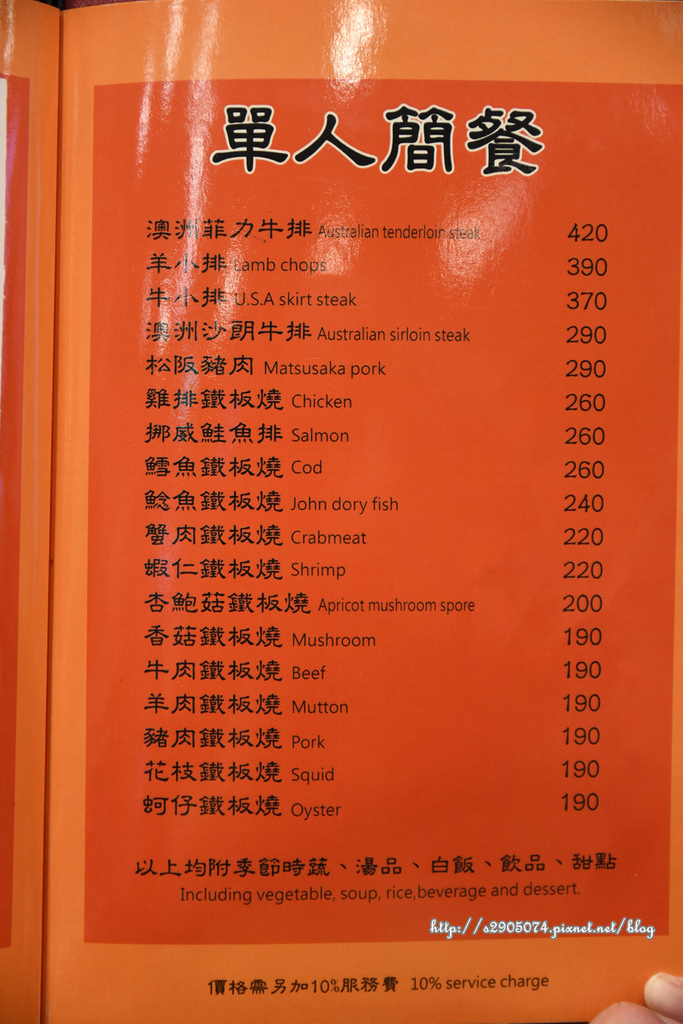 單人簡餐
澳洲菲力牛排 Australian tenderloin steak 420
羊小排 Lamb chops 390
牛小排 U.S.A skirt steak 370
澳洲沙朗牛排 Australian sirloin steak 290
松阪豬肉 Matsusaka pork 290
雞排鐵板燒 Chicken 260
挪威鮭魚排 Salmon 260
鱈魚鐵板燒 Cod 260
鯰魚鐵板燒 John dory fish 240
蟹肉鐵板燒 Crabmeat 220
蝦仁鐵板燒 Shrimp 220
杏鮑菇鐵板燒 Apricot mushroom spore 200
香菇鐵板燒 Mushroom 190
牛肉鐵板燒 Beef 190
羊肉鐵板燒 Mutton 190
豬肉鐵板燒 Pork 190
花枝鐵板燒 Squid 190
蚵仔鐵板燒 Oyster 190
以上均附季節時蔬、湯品、白飯、飲品、甜點
Including vegetable, soup, rice,beverage and dessert.
http://s2905074.pixnet.net/blog
價格需另加10%服務費 10% service charge